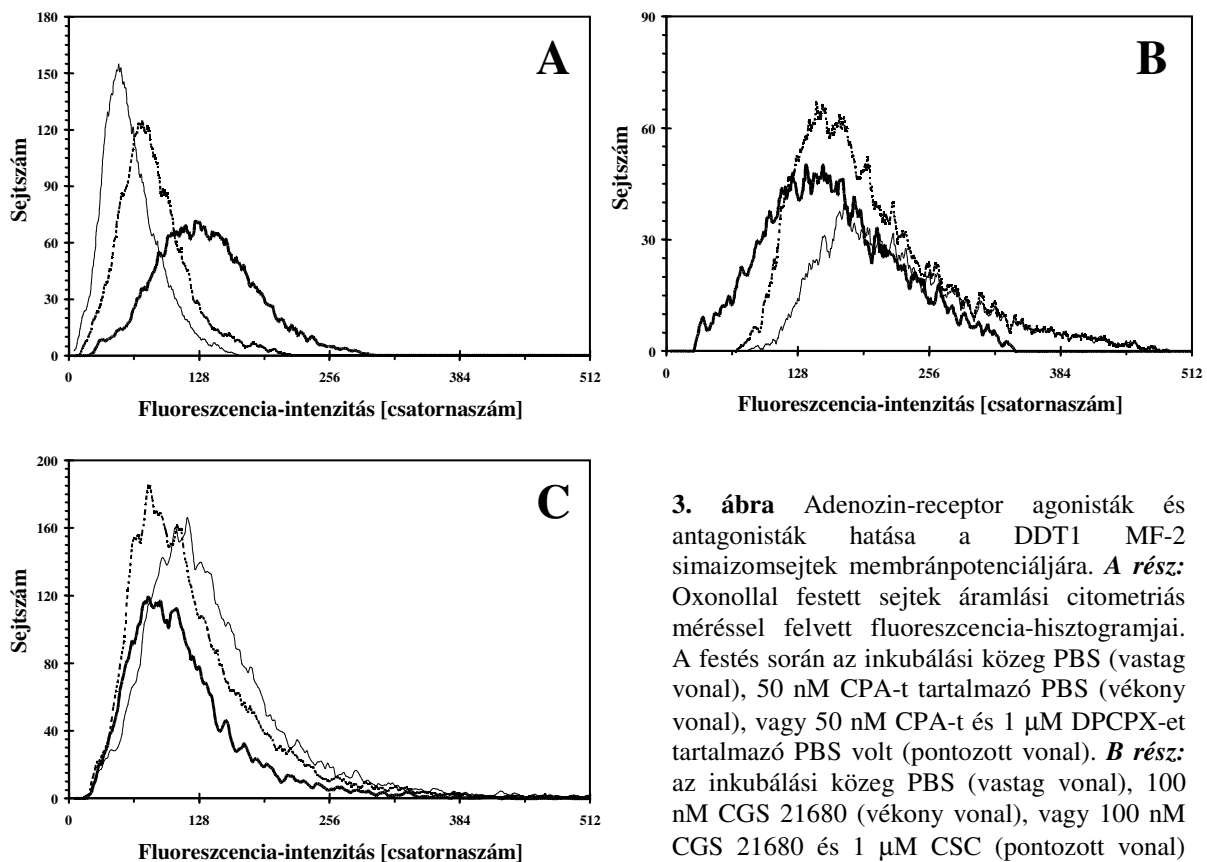 180
150
120
90
60
30
0
Sejtszám
A
0 128 256 384 512
Fluoreszcencia-intenzitás [csatornaszám]
90
60
30
0
Sejtszám
B
0 128 256 384 512
Fluoreszcencia-intenzitás [csatornaszám]
200
160
120
80
40
0
Sejtszám
C
0 128 256 384 512
Fluoreszcencia-intenzitás [csatornaszám]
3. ábra Adenozin-receptor agonisták és
antagonisták hatása a DDT1 MF-2
simaizomsejtek membránpotenciáljára. A rész:
Oxonollal festett sejtek áramlási citometriás
méréssel felvett fluoreszcencia-hisztogramjai.
A festés során az inkubálási közeg PBS (vastag
vonal), 50 nM CPA-t tartalmazó PBS (vékony
vonal), vagy 50 nM CPA-t és 1 μM DPCPX-et
tartalmazó PBS volt (pontozott vonal). B rész:
az inkubálási közeg PBS (vastag vonal), 100
nM CGS 21680 (vékony vonal), vagy 100 nM
CGS 21680 és 1 μM CSC (pontozott vonal)